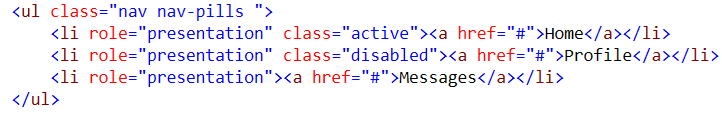 <ul class="nav nav-pills ">
    <li role="presentation" class="active"><a href="#">Home</a></li>
    <li role="presentation" class="disabled"><a href="#">Profile</a></li>
    <li role="presentation"><a href="#">Messages</a></li>
</ul>